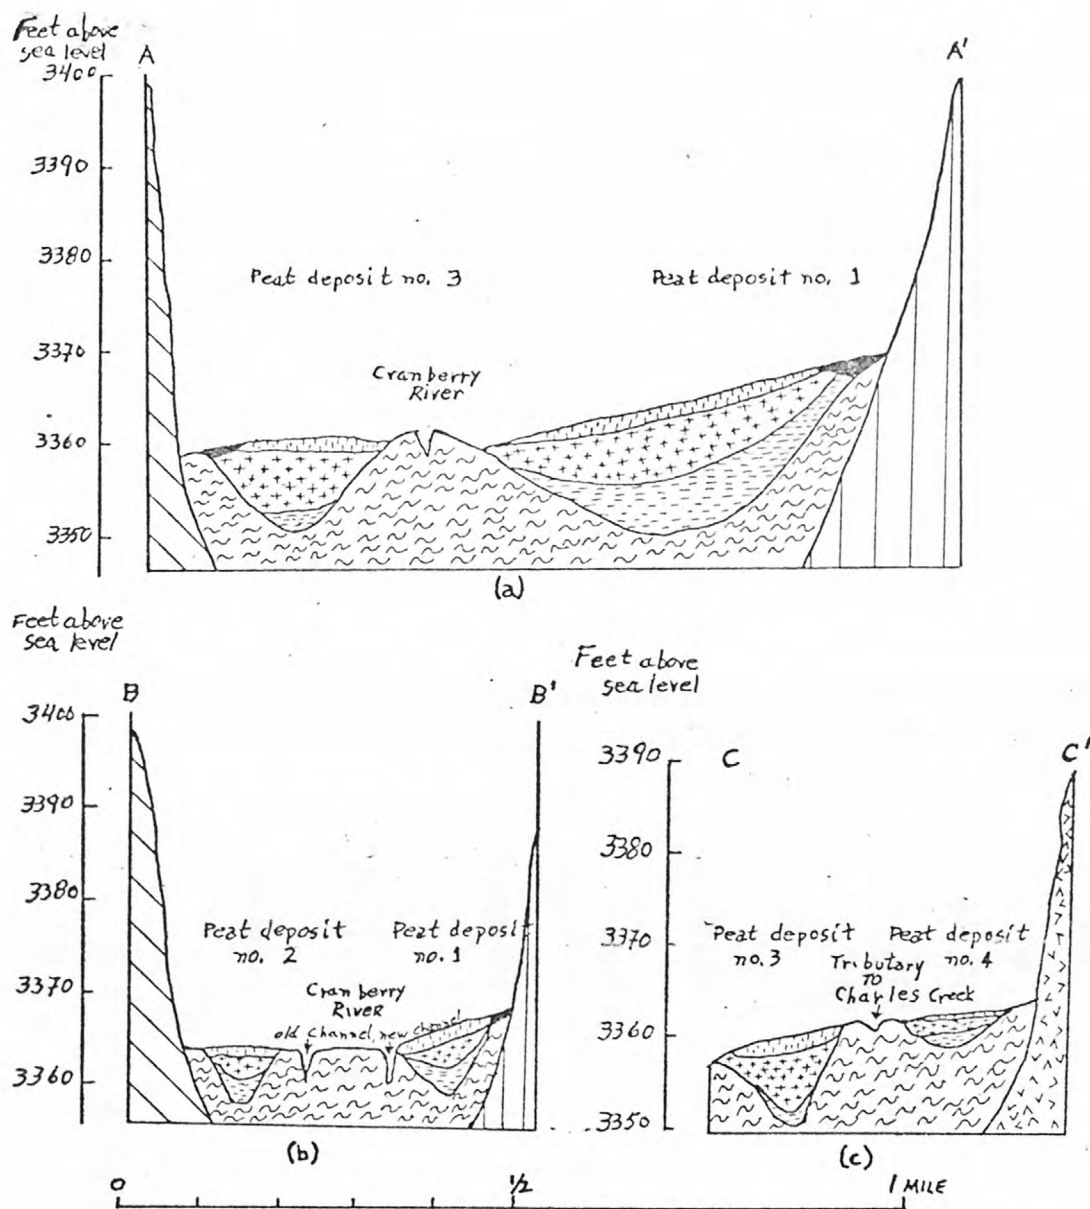 Feet above
sea level
A
A'
3400
3390
3380
3370
3360
3350
Peat deposit no. 3
Peat deposit no. 1
Cranberry
River
(a)
Feet above
sea level
B
B'
3400
3390
3380
3370
3360
Peat deposit
no. 2
Peat deposit
no. 1
Cranberry
River
old channel, new channel
(b)
Feet above
sea level
C
C'
3390
3380
3370
3360
3350
Peat deposit
no. 3
Peat deposit
no. 4
Tributary
TO
Charles Creek
(c)
0
1/2
1 MILE